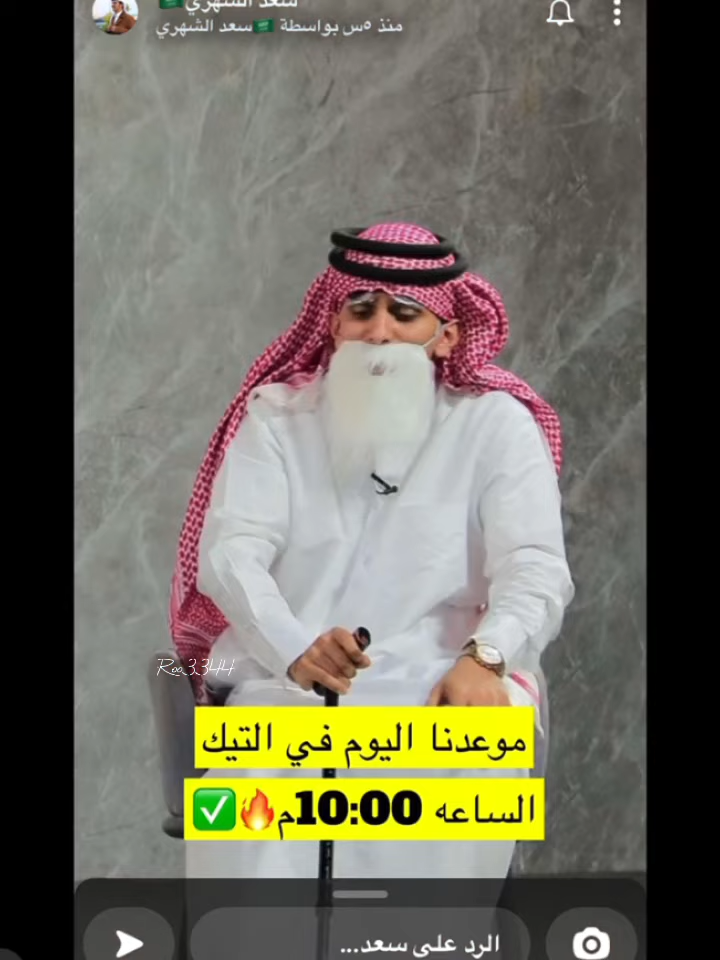 سعد الشهري🇸🇦
منذ ٥س بواسطة 🇸🇦سعد الشهري
Roo3344
موعدنا اليوم في التيك
الساعه 10:00م🔥✅
الرد على سعد...